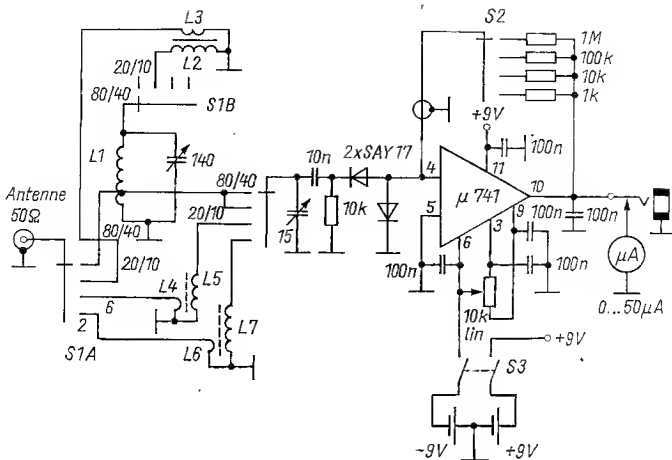 L3
L2
20/10
80/40
S1B
L1
140
Antenne
50Ω
80/40
20/10
6
2
S1A
L4
L5
L6
L7
80/40
20/10
10n
15
10k
2xSAY17
S2
1M
100k
10k
1k
+9V
100n
4
5
6
11
μ 741
10
3
9
100n
100n
100n
100n
10k
lin
μA
0...50μA
+9V
S3
-9V
+9V